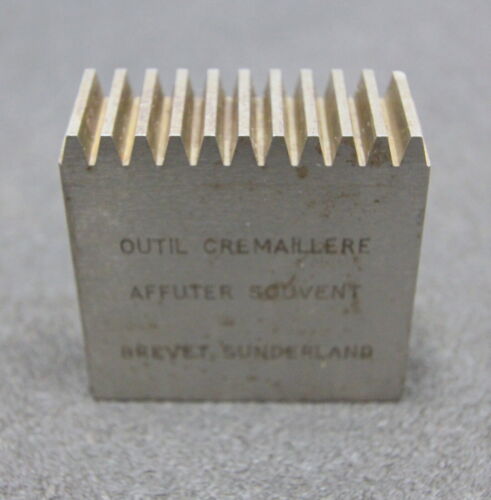 OUTIL CREMAILLERE
AFFUTER SOUVENT
BREVET, SUNDERLAND